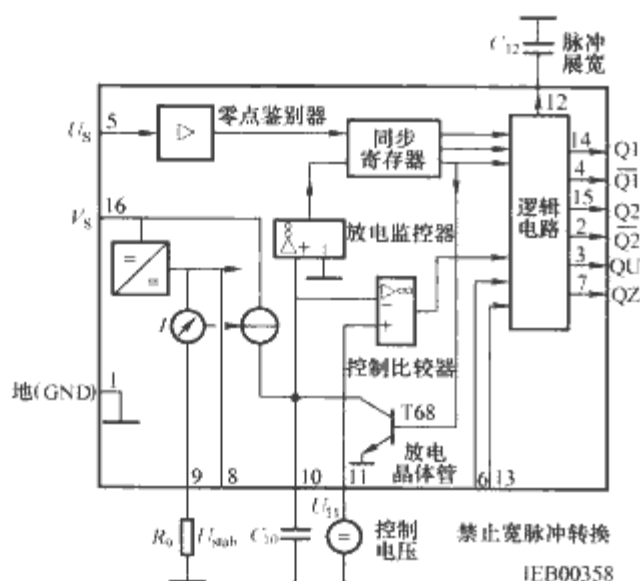 C12
脉冲
展宽
12
US
5
零点鉴别器
同步
寄存器
14
Q1
4
Q1
15
Q2
2
Q2
3
QU
7
QZ
逻辑
电路
VS
16
放电监控器
I
控制比较器
地(GND)
1
T68
放电
晶体管
9
8
10
11
6
13
R9
Ustab
C10
U11
控制
电压
禁止宽脉冲转换
IEB00358